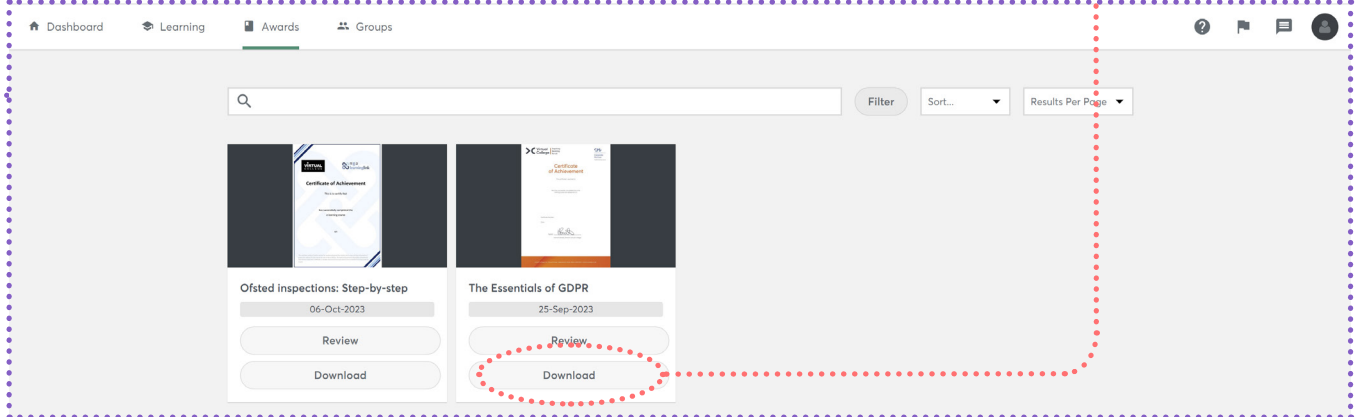 Dashboard Learning Awards Groups
Filter Sort... Results Per Page
VIRTUAL
Certificate of Achievement
Certificate
of Achievement
Ofsted inspections: Step-by-step
06-Oct-2023
Review
Download
The Essentials of GDPR
25-Sep-2023
Review
Download